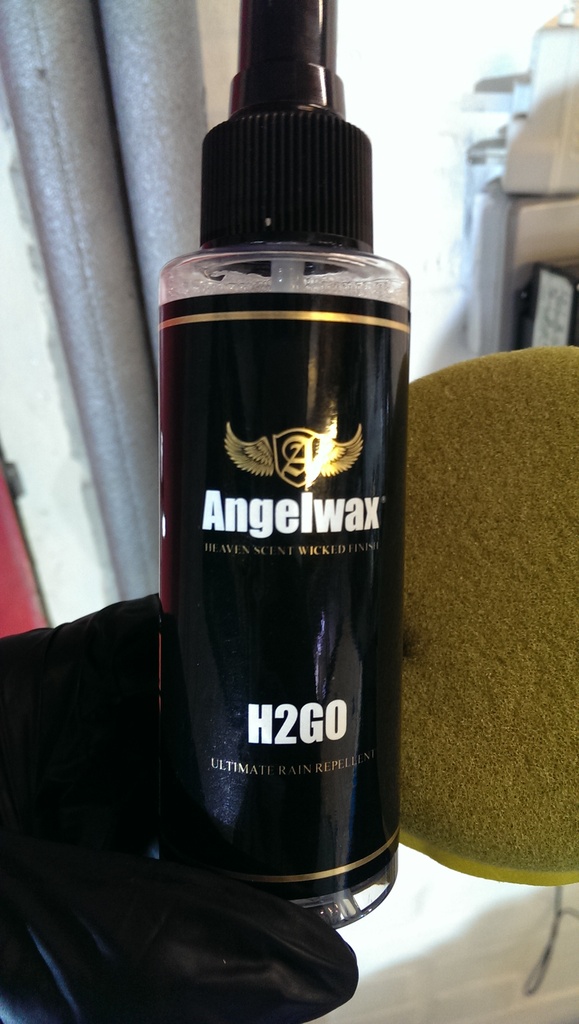 A
Angelwax®
HEAVEN SCENT WICKED FINISH
H2GO
ULTIMATE RAIN REPELLENT